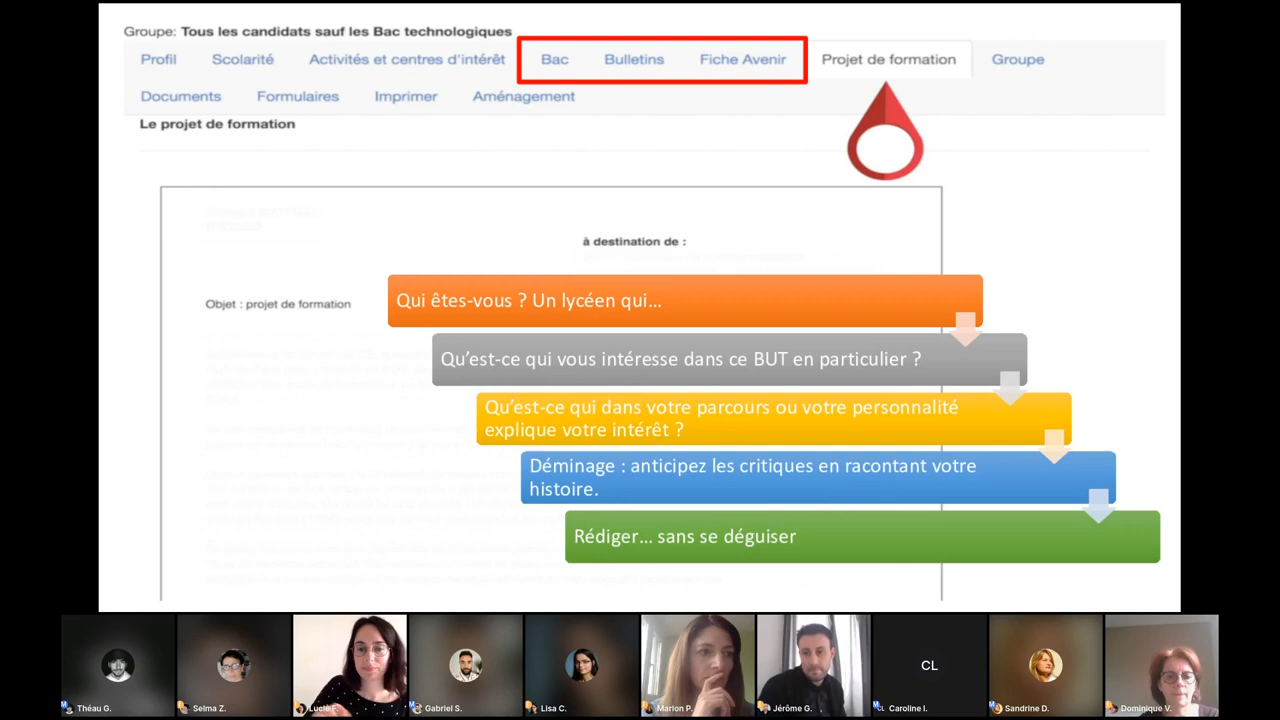 Groupe: Tous les candidats sauf les Bac technologiques
Profil Scolarité Activités et centres d'intérêt Bac Bulletins Fiche Avenir Projet de formation Groupe
Documents Formulaires Imprimer Aménagement
Le projet de formation
à destination de :
Objet : projet de formation
Qui êtes-vous ? Un lycéen qui…
Qu'est-ce qui vous intéresse dans ce BUT en particulier ?
Qu'est-ce qui dans votre parcours ou votre personnalité
explique votre intérêt ?
Déminage : anticipez les critiques en racontant votre
histoire.
Rédiger… sans se déguiser
CL
Théau G. Selma Z. Lucie F. Gabriel S. Lisa C. Marion P. Jérôme G. Caroline I. Sandrine D. Dominique V.